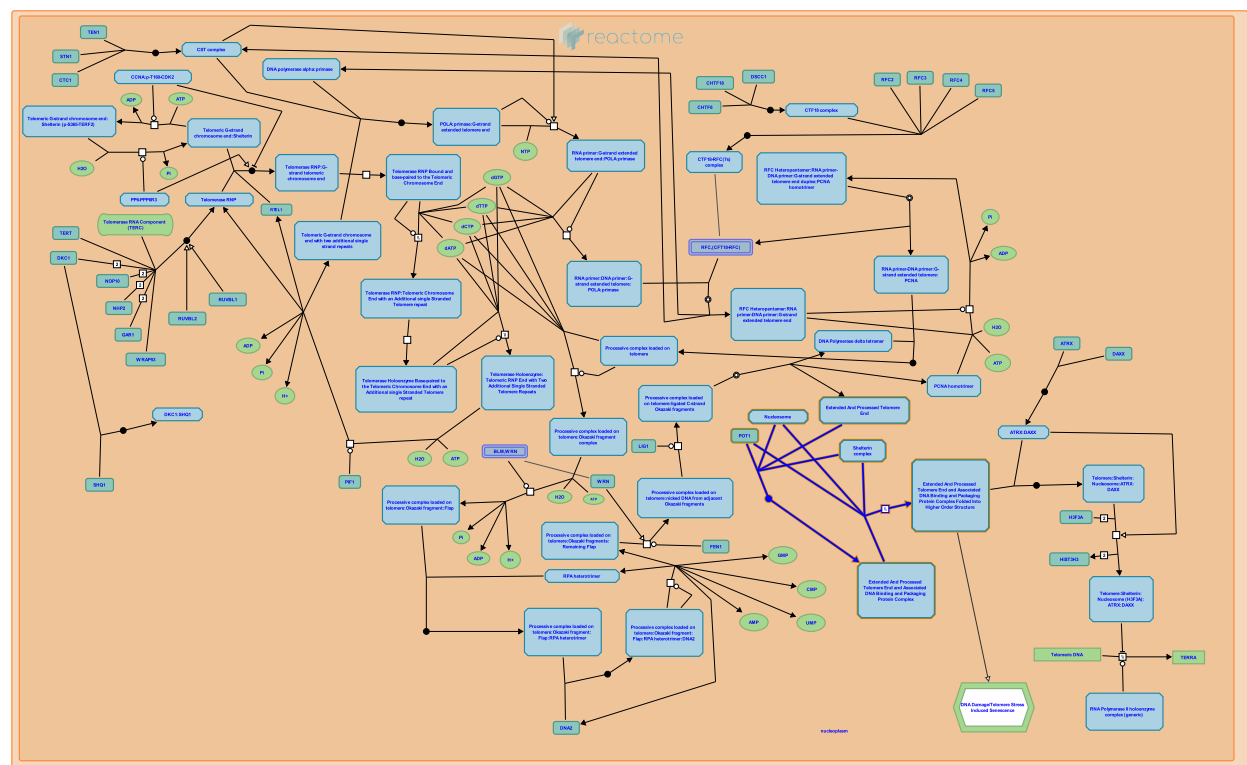 reactome
TEN1
STN1
CTC1
CST complex
CCNA:p-T160-CDK2
DNA polymerase alpha:primase
ADP
ATP
Telomeric G-strand chromosome end:
Shelterin (p-S365-TERF2)
Telomeric G-strand
chromosome end::Shelterin
H2O
Pi
PP6:PPP6R3
Telomerase RNP
RTEL1
Telomerase RNP:G-
strand telomeric
chromosome end
Telomerase RNP Bound and
base-paired to the Telomeric
Chromosome End
POLA:primase:G-strand
extended telomere end
NTP
RNA primer:G-strand extended
telomere end:POLA:primase
CHTF18
DSCC1
CHTF8
CTF18 complex
RFC2
RFC3
RFC4
RFC5
CTF18-RFC(7s)
complex
RFC Heteropentamer:RNA primer-
DNA primer:G-strand extended
telomere end duplex:PCNA
homotrimer
Telomerase RNA Component
(TERC)
TERT
DKC1
NOP10
NHP2
GAR1
WRAP53
RUVBL1
RUVBL2
2
2
2
2
Telomeric G-strand chromosome
end with two additional single
strand repeats
dGTP
dTTP
dCTP
dATP
RFC,(CFT18-RFC)
Pi
ADP
RNA primer:DNA primer:G-
strand extended telomere:
POLA:primase
RNA primer-DNA primer:G-
strand extended telomere:
PCNA
Telomerase RNP:Telomeric Chromosome
End with an Additional single Stranded
Telomere repeat
RFC Heteropentamer:RNA
primer-DNA primer:G-strand
extended telomere end
H2O
ATP
ADP
Pi
H+
Processive complex loaded on
telomere
DNA Polymerase delta tetramer
ATRX
DAXX
PCNA homotrimer
Telomerase Holoenzyme Base-paired to
the Telomeric Chromosome End with an
Additional single Stranded Telomere
repeat
Telomerase Holoenzyme:
Telomeric RNP End with Two
Additional Single Stranded
Telomere Repeats
Processive complex loaded
on telomere:ligated C-strand
Okazaki fragments
Nucleosome
Extended And Processed Telomere
End
DKC1:SHQ1
Processive complex loaded on
telomere:Okazaki fragment
complex
POT1
LIG1
Shelterin
complex
ATRX:DAXX
BLM,WRN
H2O
ATP
PIF1
SHQ1
WRN
H2O
ATP
Processive complex loaded on
telomere:Okazaki fragment:Flap
Processive complex loaded on
telomere:nicked DNA from adjacent
Okazaki fragments
Extended And Processed
Telomere End and Associated
DNA Binding and Packaging
Protein Complex Folded Into
Higher Order Structure
Telomere:Shelterin:
Nucleosome:ATRX:
DAXX
H3F3A
2
HIST3H3
2
Pi
ADP
H+
Processive complex loaded on
telomere:Okazaki fragments:
Remaining Flap
FEN1
GMP
RPA heterotrimer
CMP
AMP
UMP
Extended And Processed
Telomere End and Associated
DNA Binding and Packaging
Protein Complex
Telomere:Shelterin:
Nucleosome (H3F3A):
ATRX:DAXX
Processive complex loaded on
telomere:Okazaki fragment:
Flap:RPA heterotrimer
Processive complex loaded on
telomere:Okazaki fragment:
Flap:RPA heterotrimer:DNA2
Telomeric DNA
TERRA
DNA2
DNA Damage/Telomere Stress
Induced Senescence
RNA Polymerase II holoenzyme
complex (generic)
nucleoplasm